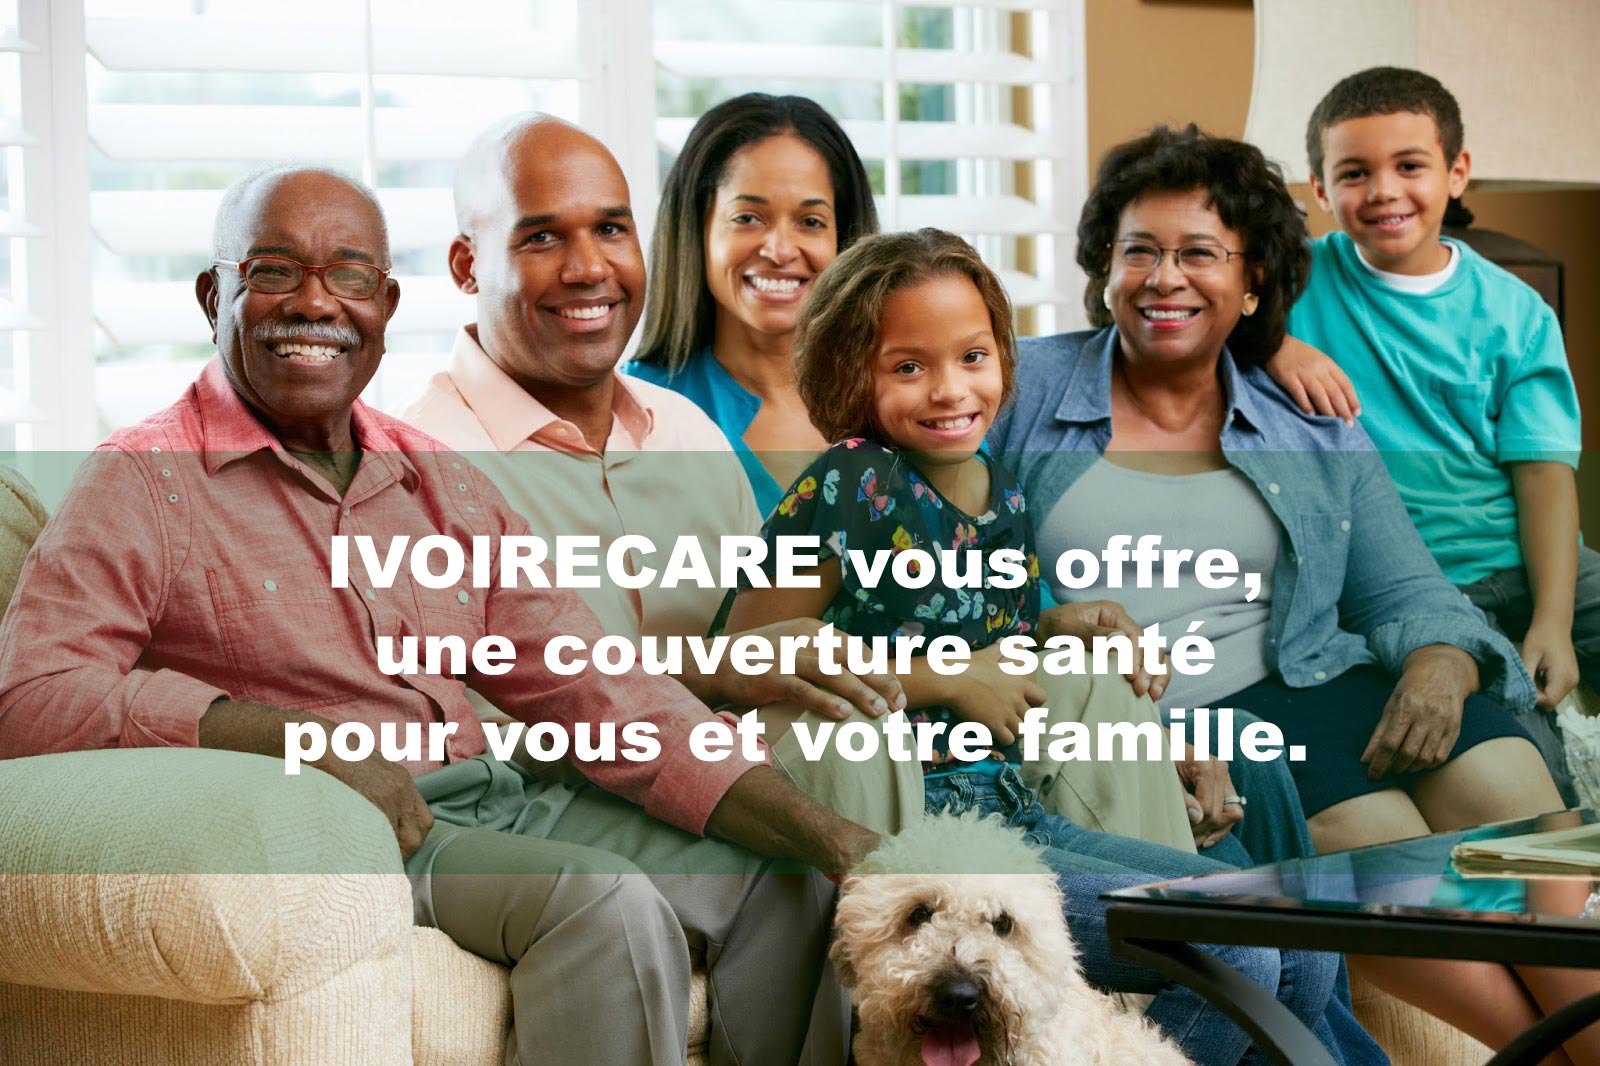 IVOIRECARE vous offre,
une couverture santé
pour vous et votre famille.